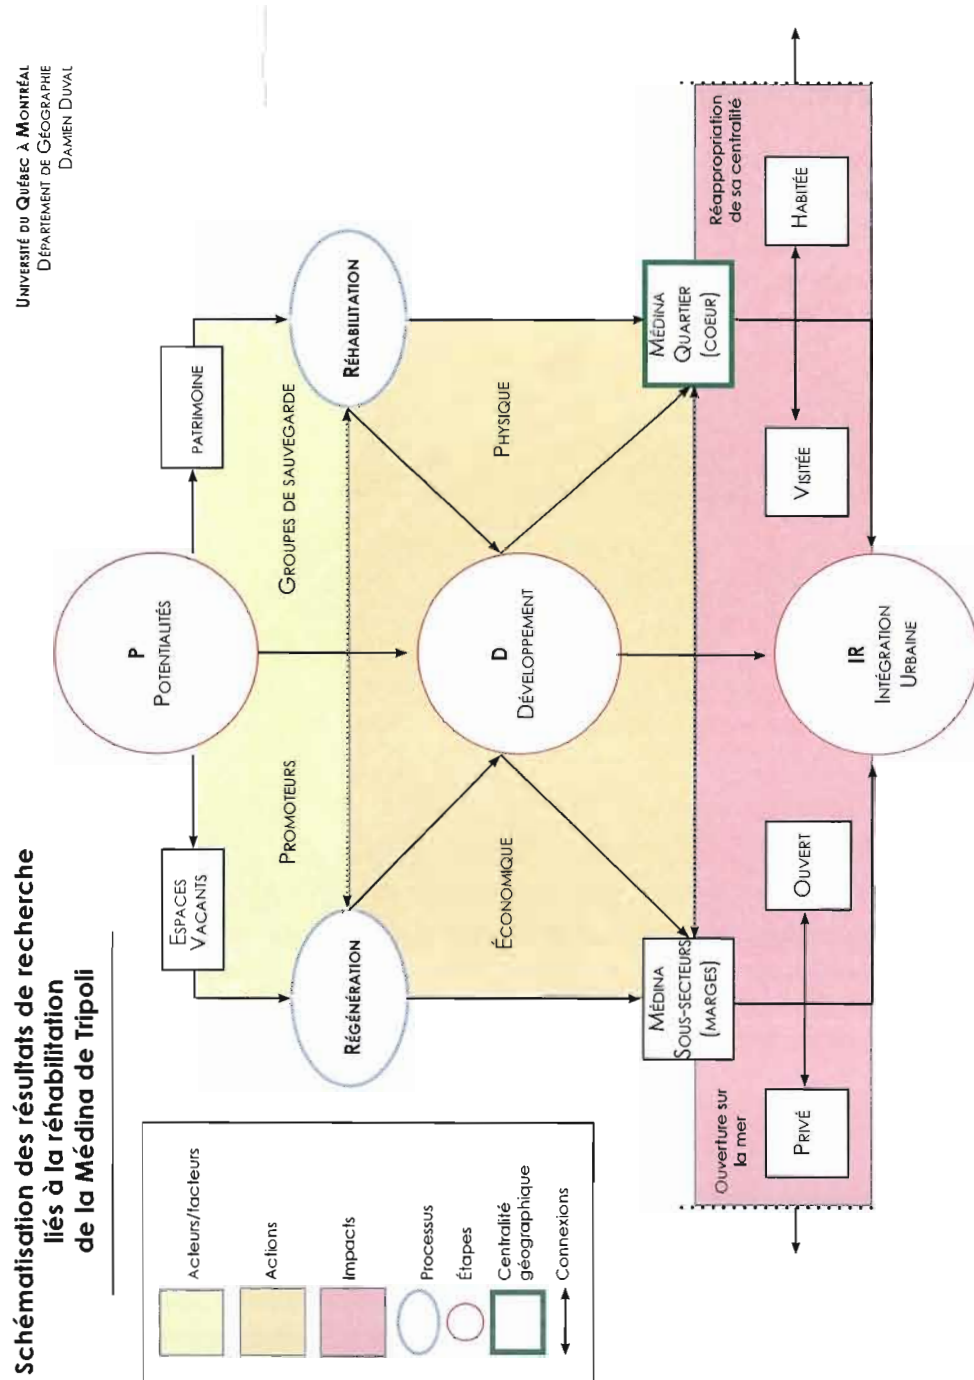 Schématisation des résultats de recherche
liés à la réhabilitation
de la Médina de Tripoli
UNIVERSITÉ DU QUÉBEC À MONTRÉAL
DÉPARTEMENT DE GÉOGRAPHIE
DAMIEN DUVAL
P
POTENTIALITÉS
ESPACES
VACANTS
PATRIMOINE
PROMOTEURS
GROUPES DE SAUVEGARDE
RÉGÉNÉRATION
RÉHABILITATION
ÉCONOMIQUE
D
DÉVELOPPEMENT
PHYSIQUE
MÉDINA
SOUS-SECTEURS
(MARGES)
MÉDINA
QUARTIER
(COEUR)
Ouverture sur
la mer
Réappropriation
de sa centralité
PRIVÉ
OUVERT
IR
INTÉGRATION
URBAINE
VISITÉE
HABITÉE
Acteurs/facteurs
Actions
Impacts
Processus
Étapes
Centralité
géographique
Connexions